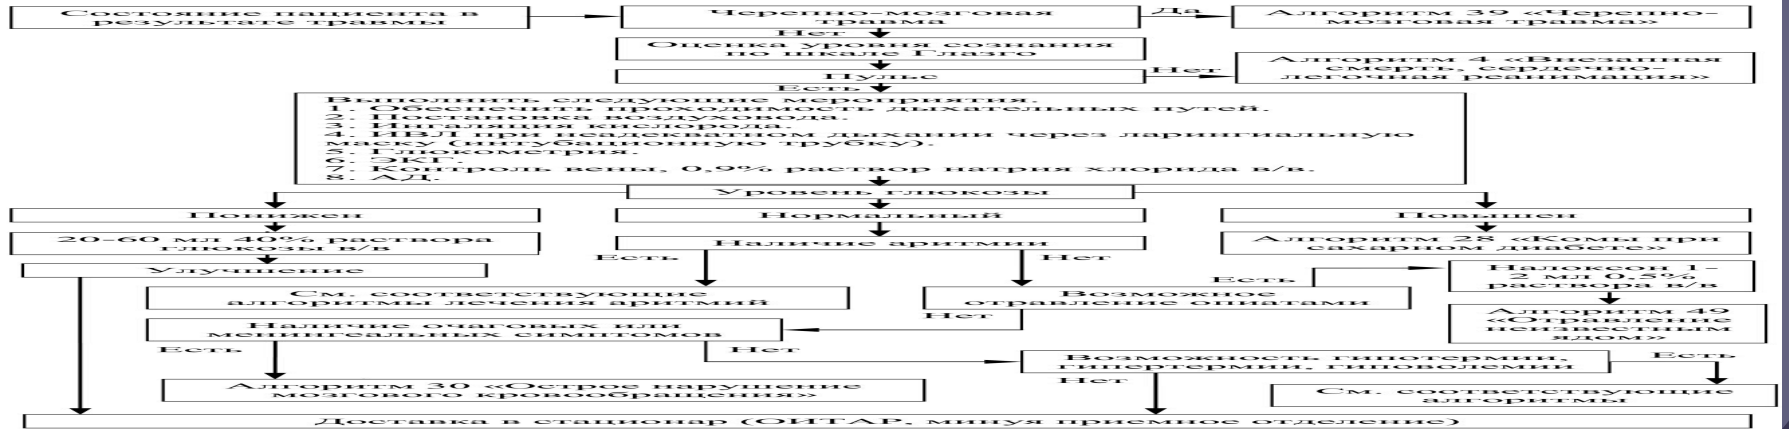 Состояние пациента в
результате травмы
Черепно-мозговая
травма
Да
Алгоритм 39 «Черепно-
мозговая травма»
Нет
Оценка уровня сознания
по шкале Глазго
Пульс
Нет
Алгоритм 4 «Внезапная
смерть, сердечно-
легочная реанимация»
Есть
Выполнить следующие мероприятия.
1. Обеспечить проходимость дыхательных путей.
2. Постановка воздуховода.
3. Ингаляция кислорода.
4. ИВЛ при неадекватном дыхании через ларингиальную
маску (интубационную трубку).
5. Глюкометрия.
6. ЭКГ.
7. Контроль вены, 0,9% раствор натрия хлорида в/в.
8. АД.
Уровень глюкозы
Понижен
Нормальный
Повышен
20-60 мл 40% раствора
глюкозы в/в
Наличие аритмии
Алгоритм 28 «Комы при
сахарном диабете»
Улучшение
Есть
Нет
Есть
Налоксон 1-
2 мл 0,5%
раствора в/в
См. соответствующие
алгоритмы лечения аритмий
Возможное
отравление опиатами
Нет
Алгоритм 49
«Отравление
неизвестным
ядом»
Наличие очаговых или
менингеальных симптомов
Есть
Нет
Возможность гипотермии,
гипертермии, гиповолемии
Есть
Нет
Алгоритм 30 «Острое нарушение
мозгового кровообращения»
См. соответствующие
алгоритмы
Доставка в стационар (ОИТАР, минуя приемное отделение)